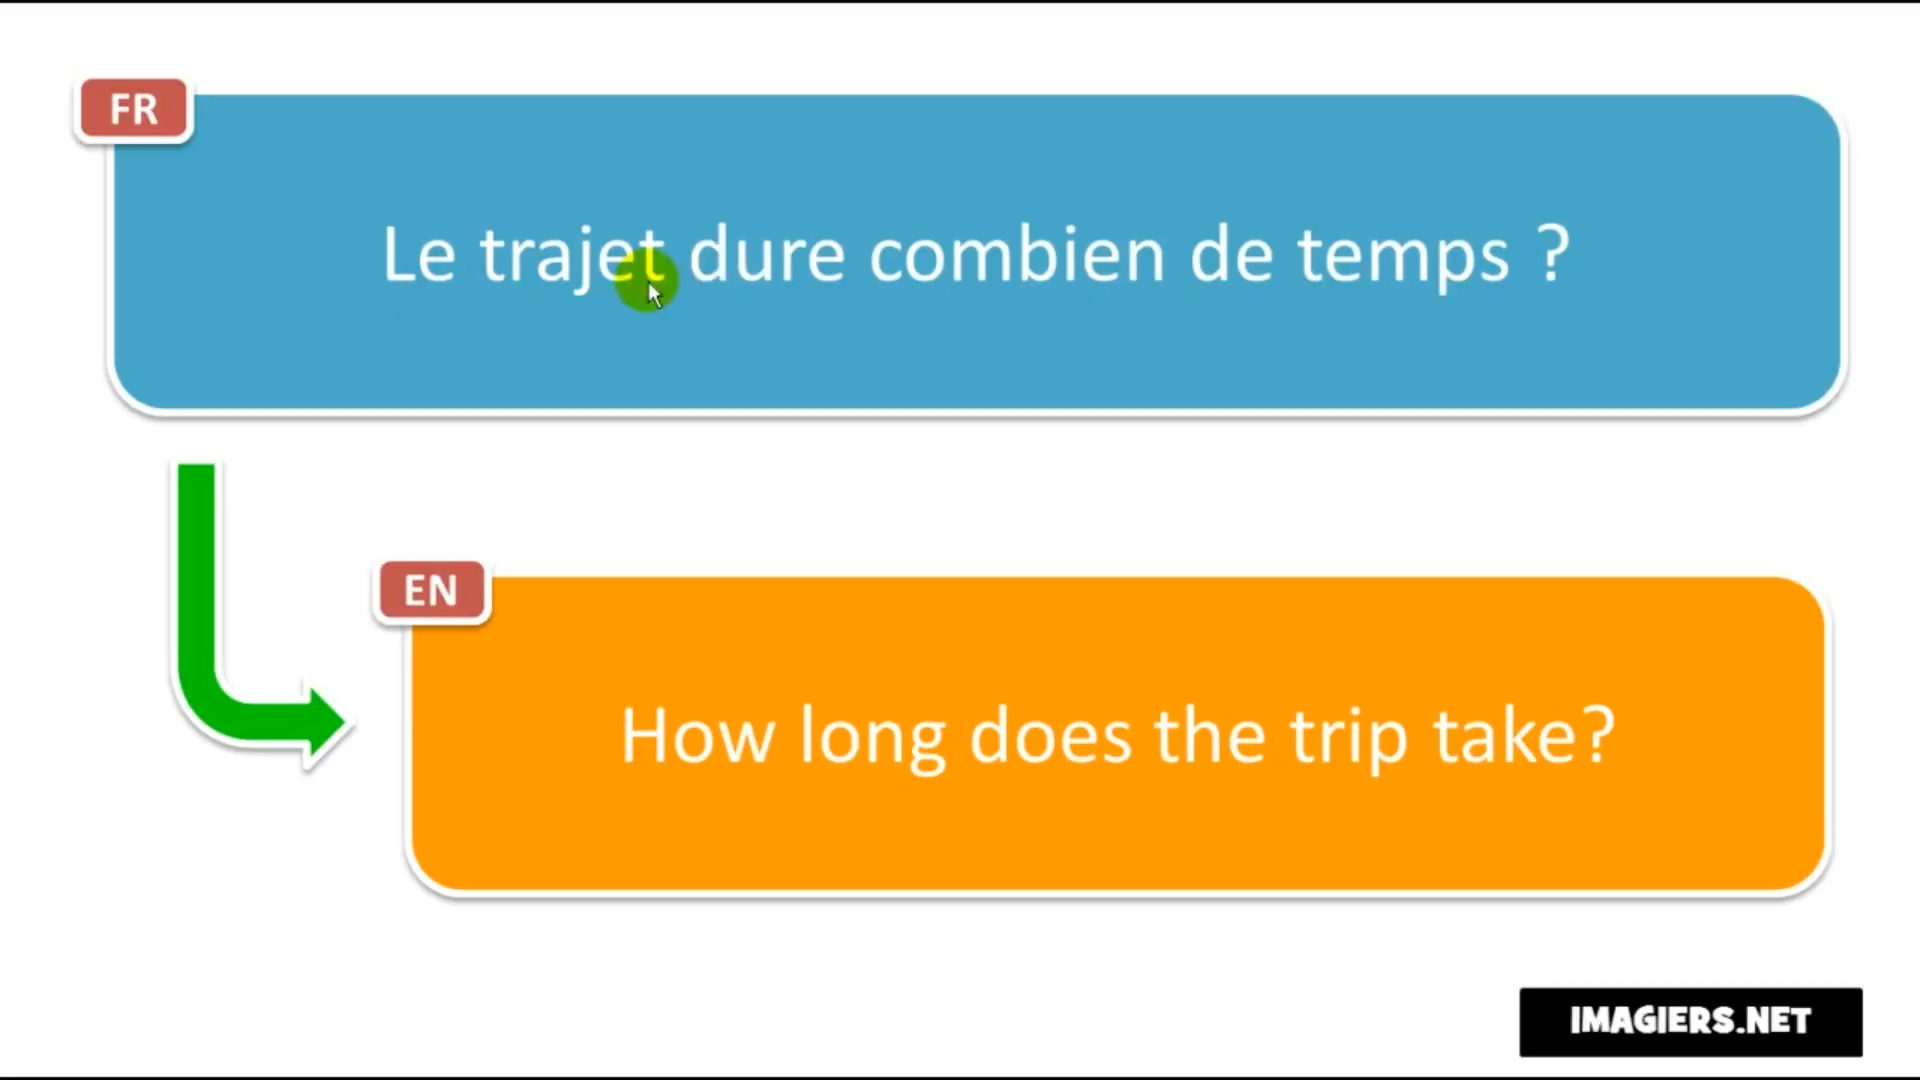 FR
Le trajet dure combien de temps ?
EN
How long does the trip take?
IMAGIERS.NET